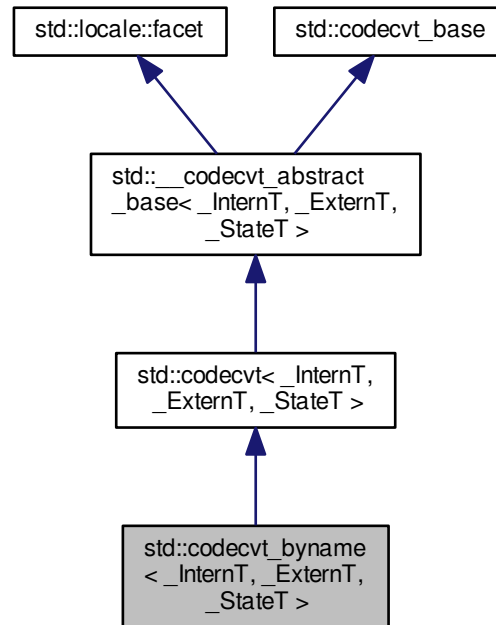 std::locale::facet
std::codecvt_base
std::__codecvt_abstract
_base< _InternT, _ExternT,
_StateT >
std::codecvt< _InternT,
_ExternT, _StateT >
std::codecvt_byname
< _InternT, _ExternT,
_StateT >